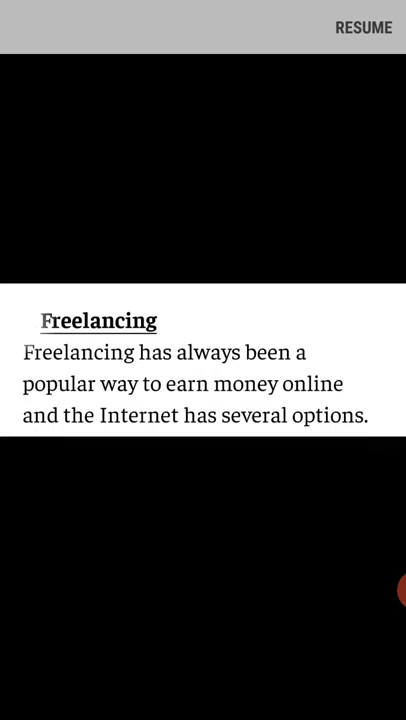 RESUME
Freelancing
Freelancing has always been a
popular way to earn money online
and the Internet has several options.